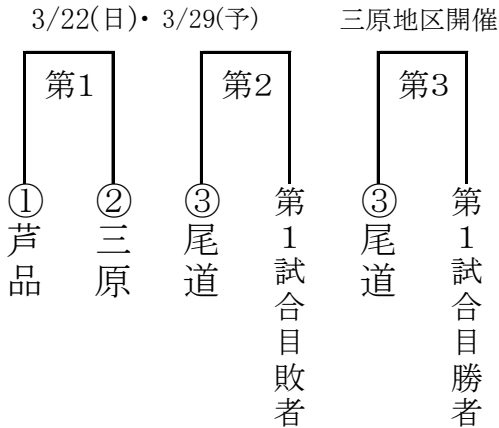 3/22(日)・3/29(予)
三原地区開催
第1
第2
第3
①芦品
②三原
③尾道
第1試合目敗者
③尾道
第1試合目勝者